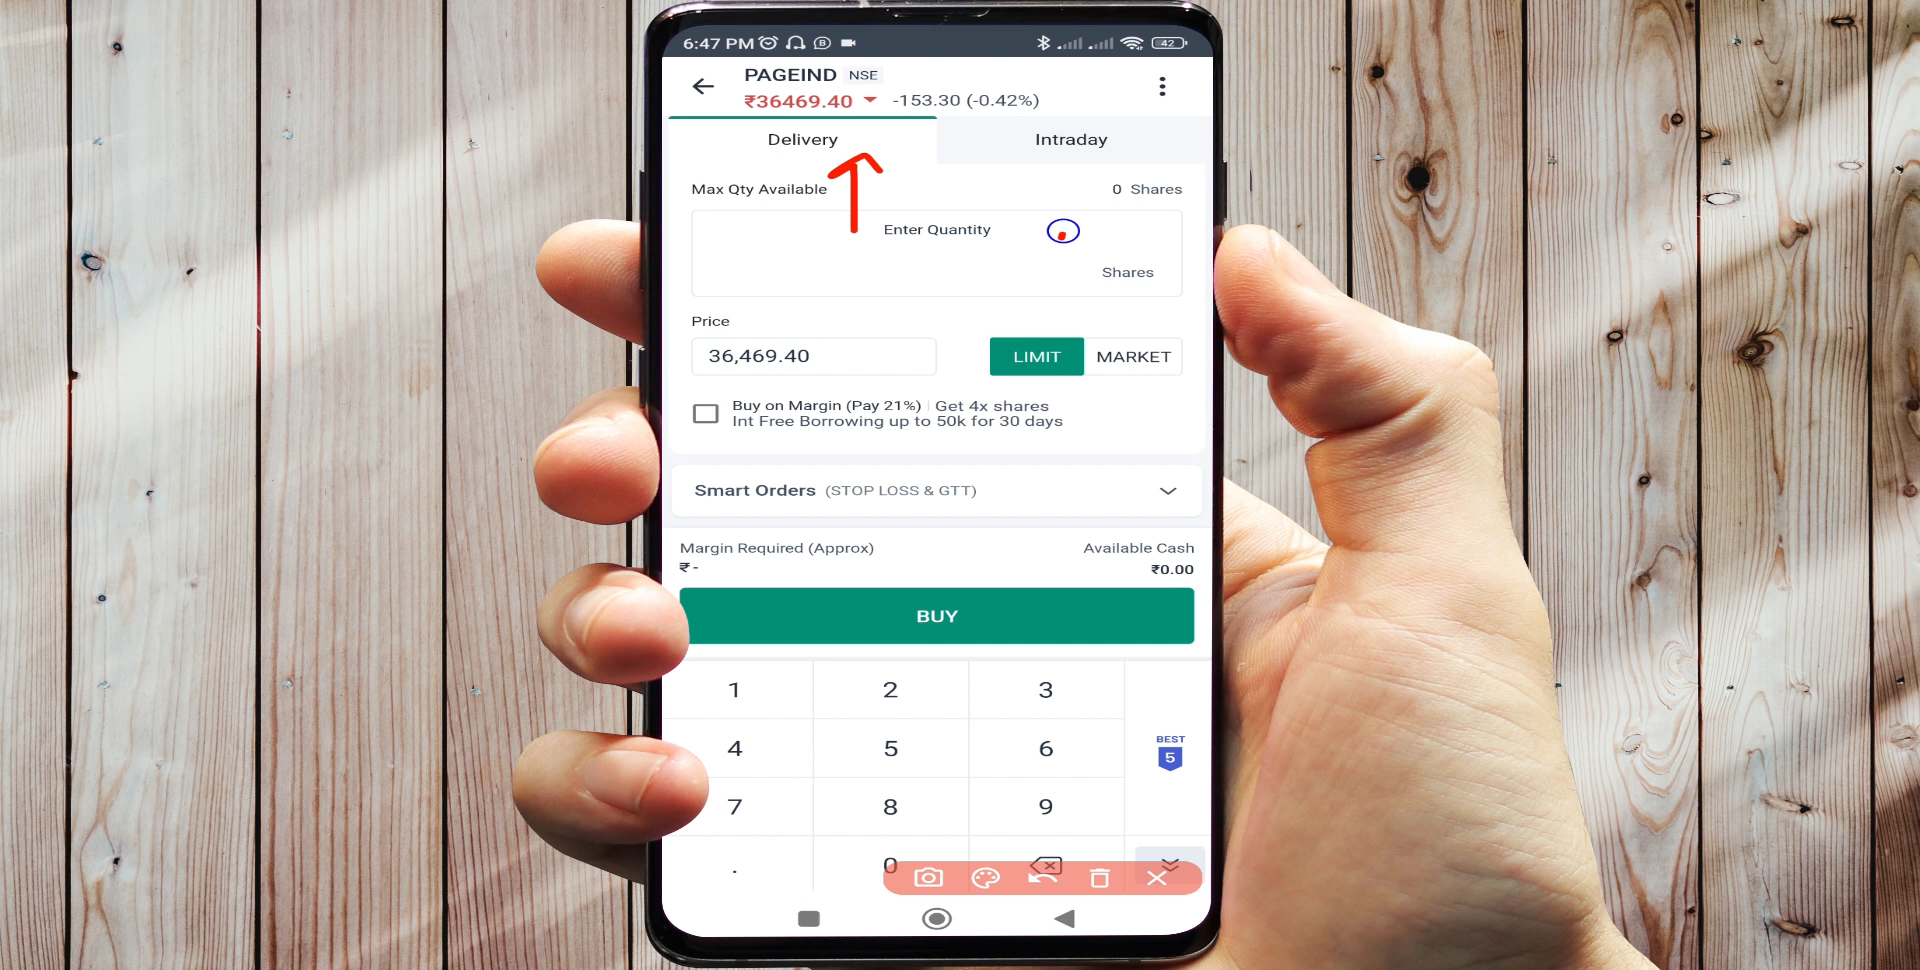 6:47 PM
42
PAGEIND NSE
₹36469.40 -153.30 (-0.42%)
Delivery Intraday
Max Qty Available 0 Shares
Enter Quantity
Shares
Price
36,469.40 LIMIT MARKET
Buy on Margin (Pay 21%) | Get 4x shares
Int Free Borrowing up to 50k for 30 days
Smart Orders (STOP LOSS & GTT)
Margin Required (Approx) Available Cash
₹- ₹0.00
BUY
1 2 3
4 5 6
BEST
5
7 8 9
. 0